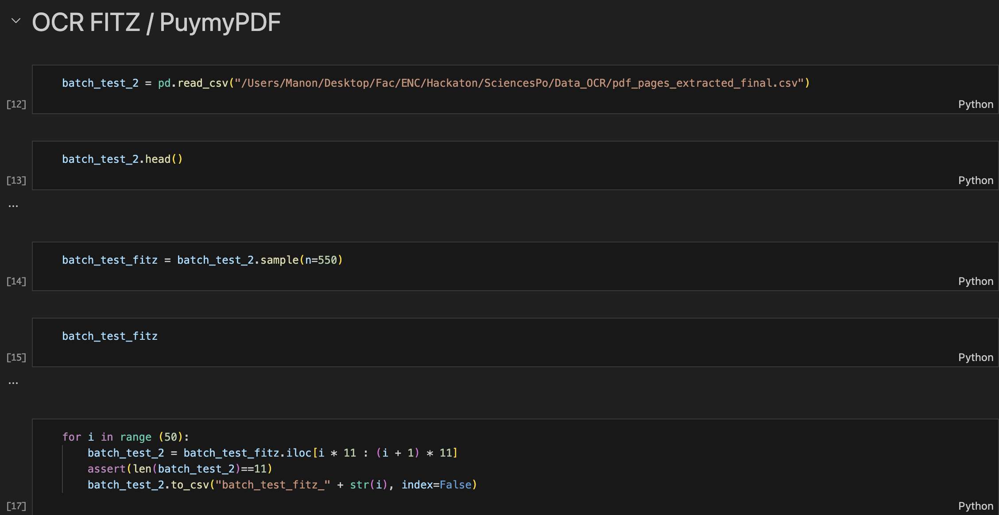 OCR FITZ / PuymyPDF
batch_test_2 = pd.read_csv("/Users/Manon/Desktop/Fac/ENC/Hackaton/SciencesPo/Data_OCR/pdf_pages_extracted_final.csv")
[12]
Python
batch_test_2.head()
[13]
Python
...
batch_test_fitz = batch_test_2.sample(n=550)
[14]
Python
batch_test_fitz
[15]
Python
...
for i in range (50):
    batch_test_2 = batch_test_fitz.iloc[i * 11 : (i + 1) * 11]
    assert(len(batch_test_2)==11)
    batch_test_2.to_csv("batch_test_fitz_" + str(i), index=False)
[17]
Python